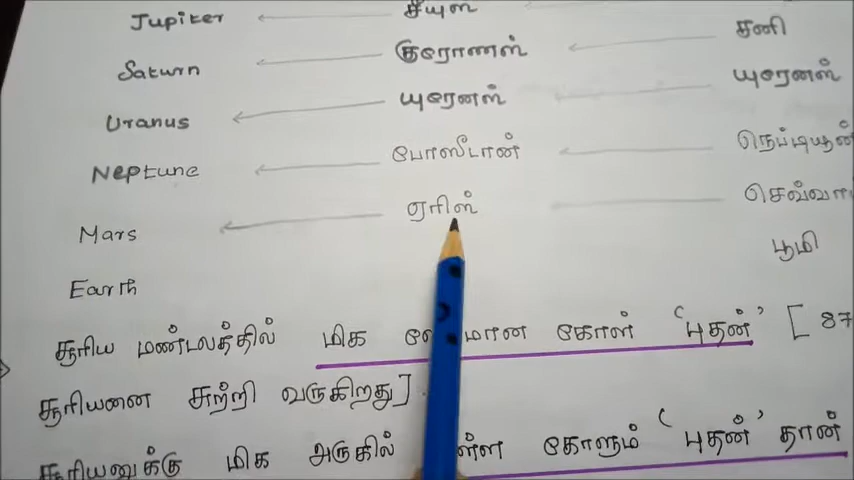 Jupiter சீயுஸ்
Saturn குரோணஸ் சனி
Uranus யுரேனஸ் யுரேனஸ்
Neptune போஸீடான் நெப்டியூன்
Mars ஏரிஸ் செவ்வா
Earth பூமி
சூரிய மண்டலத்தில் மிக மான கோள் 'புதன்' [ 87
சூரியனை சுற்றி வருகிறது].
சூரியனுக்கு மிக அருகில் ள்ள கோளும் 'புதன்' தான்